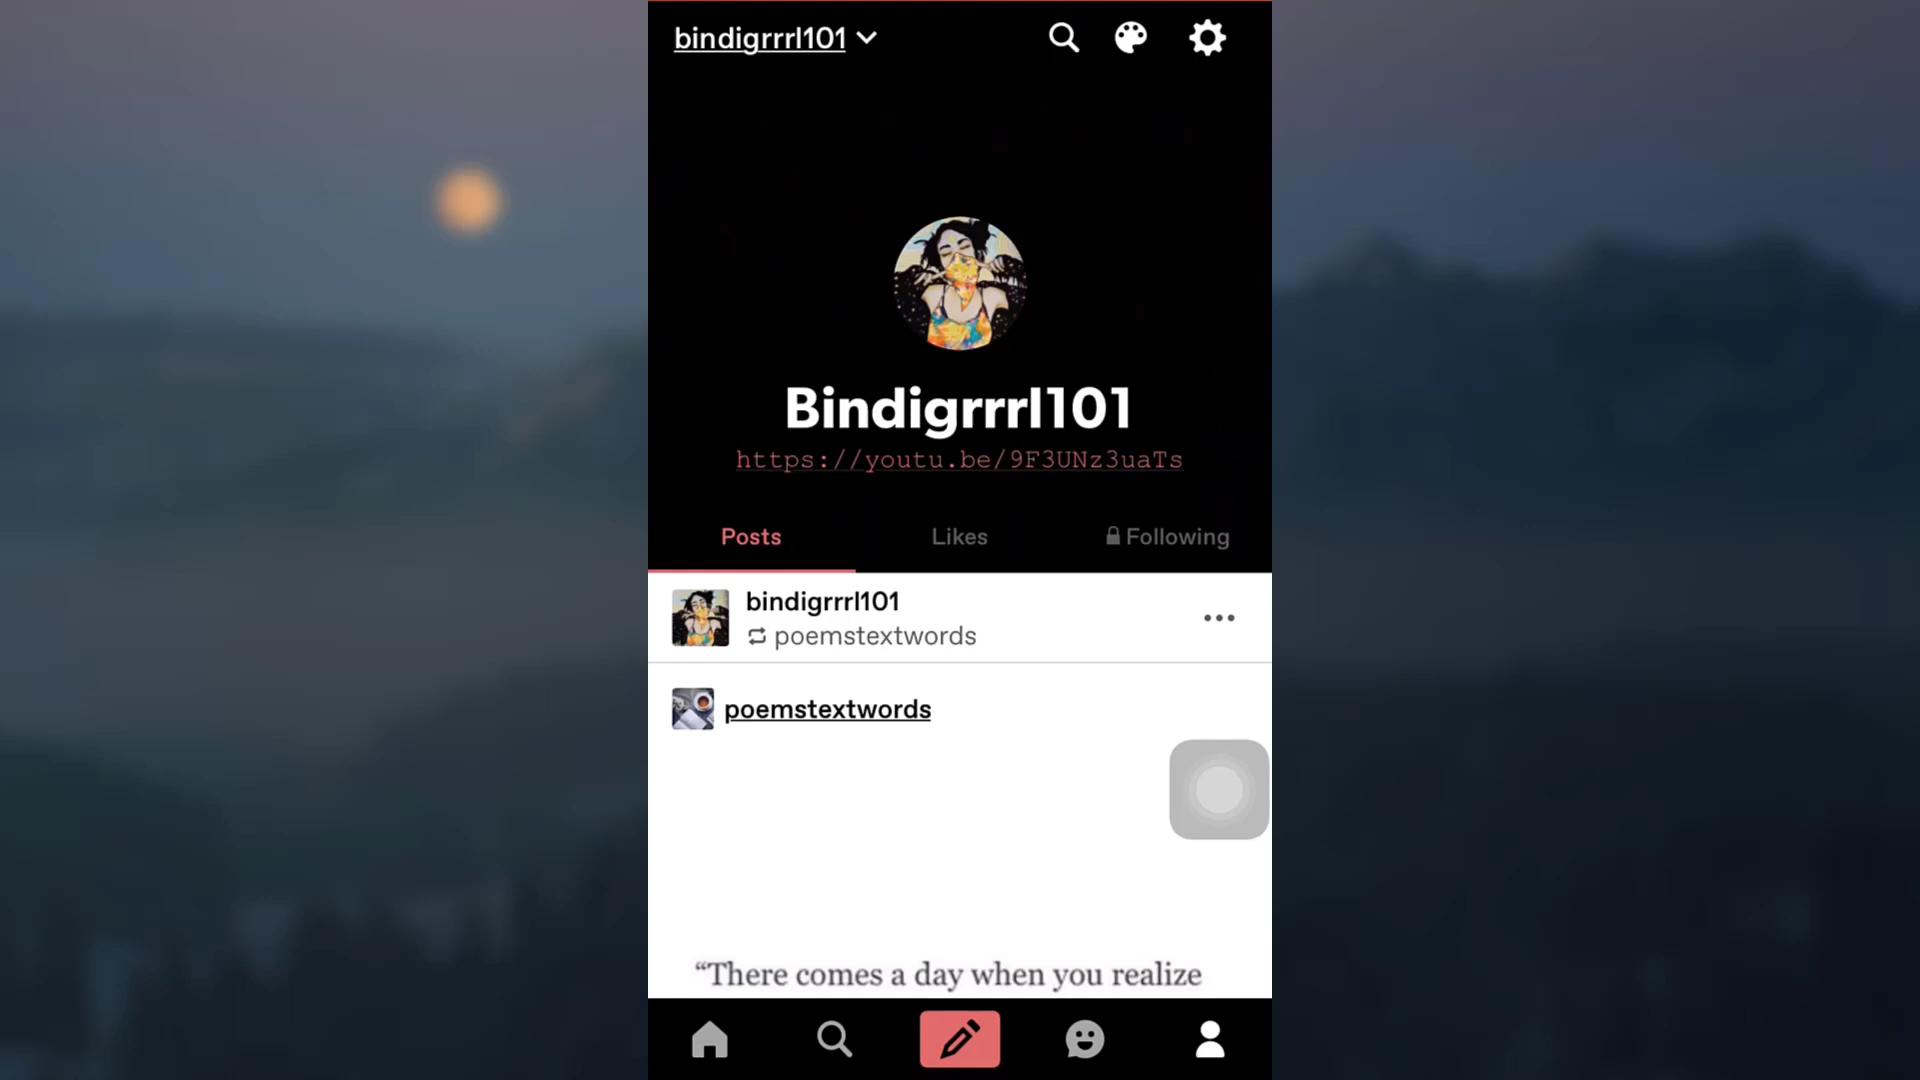 bindigrrrl101
Bindigrrrl101
https://youtu.be/9F3UNz3uaTs
Posts Likes Following
bindigrrrl101
poemstextwords
poemstextwords
“There comes a day when you realize